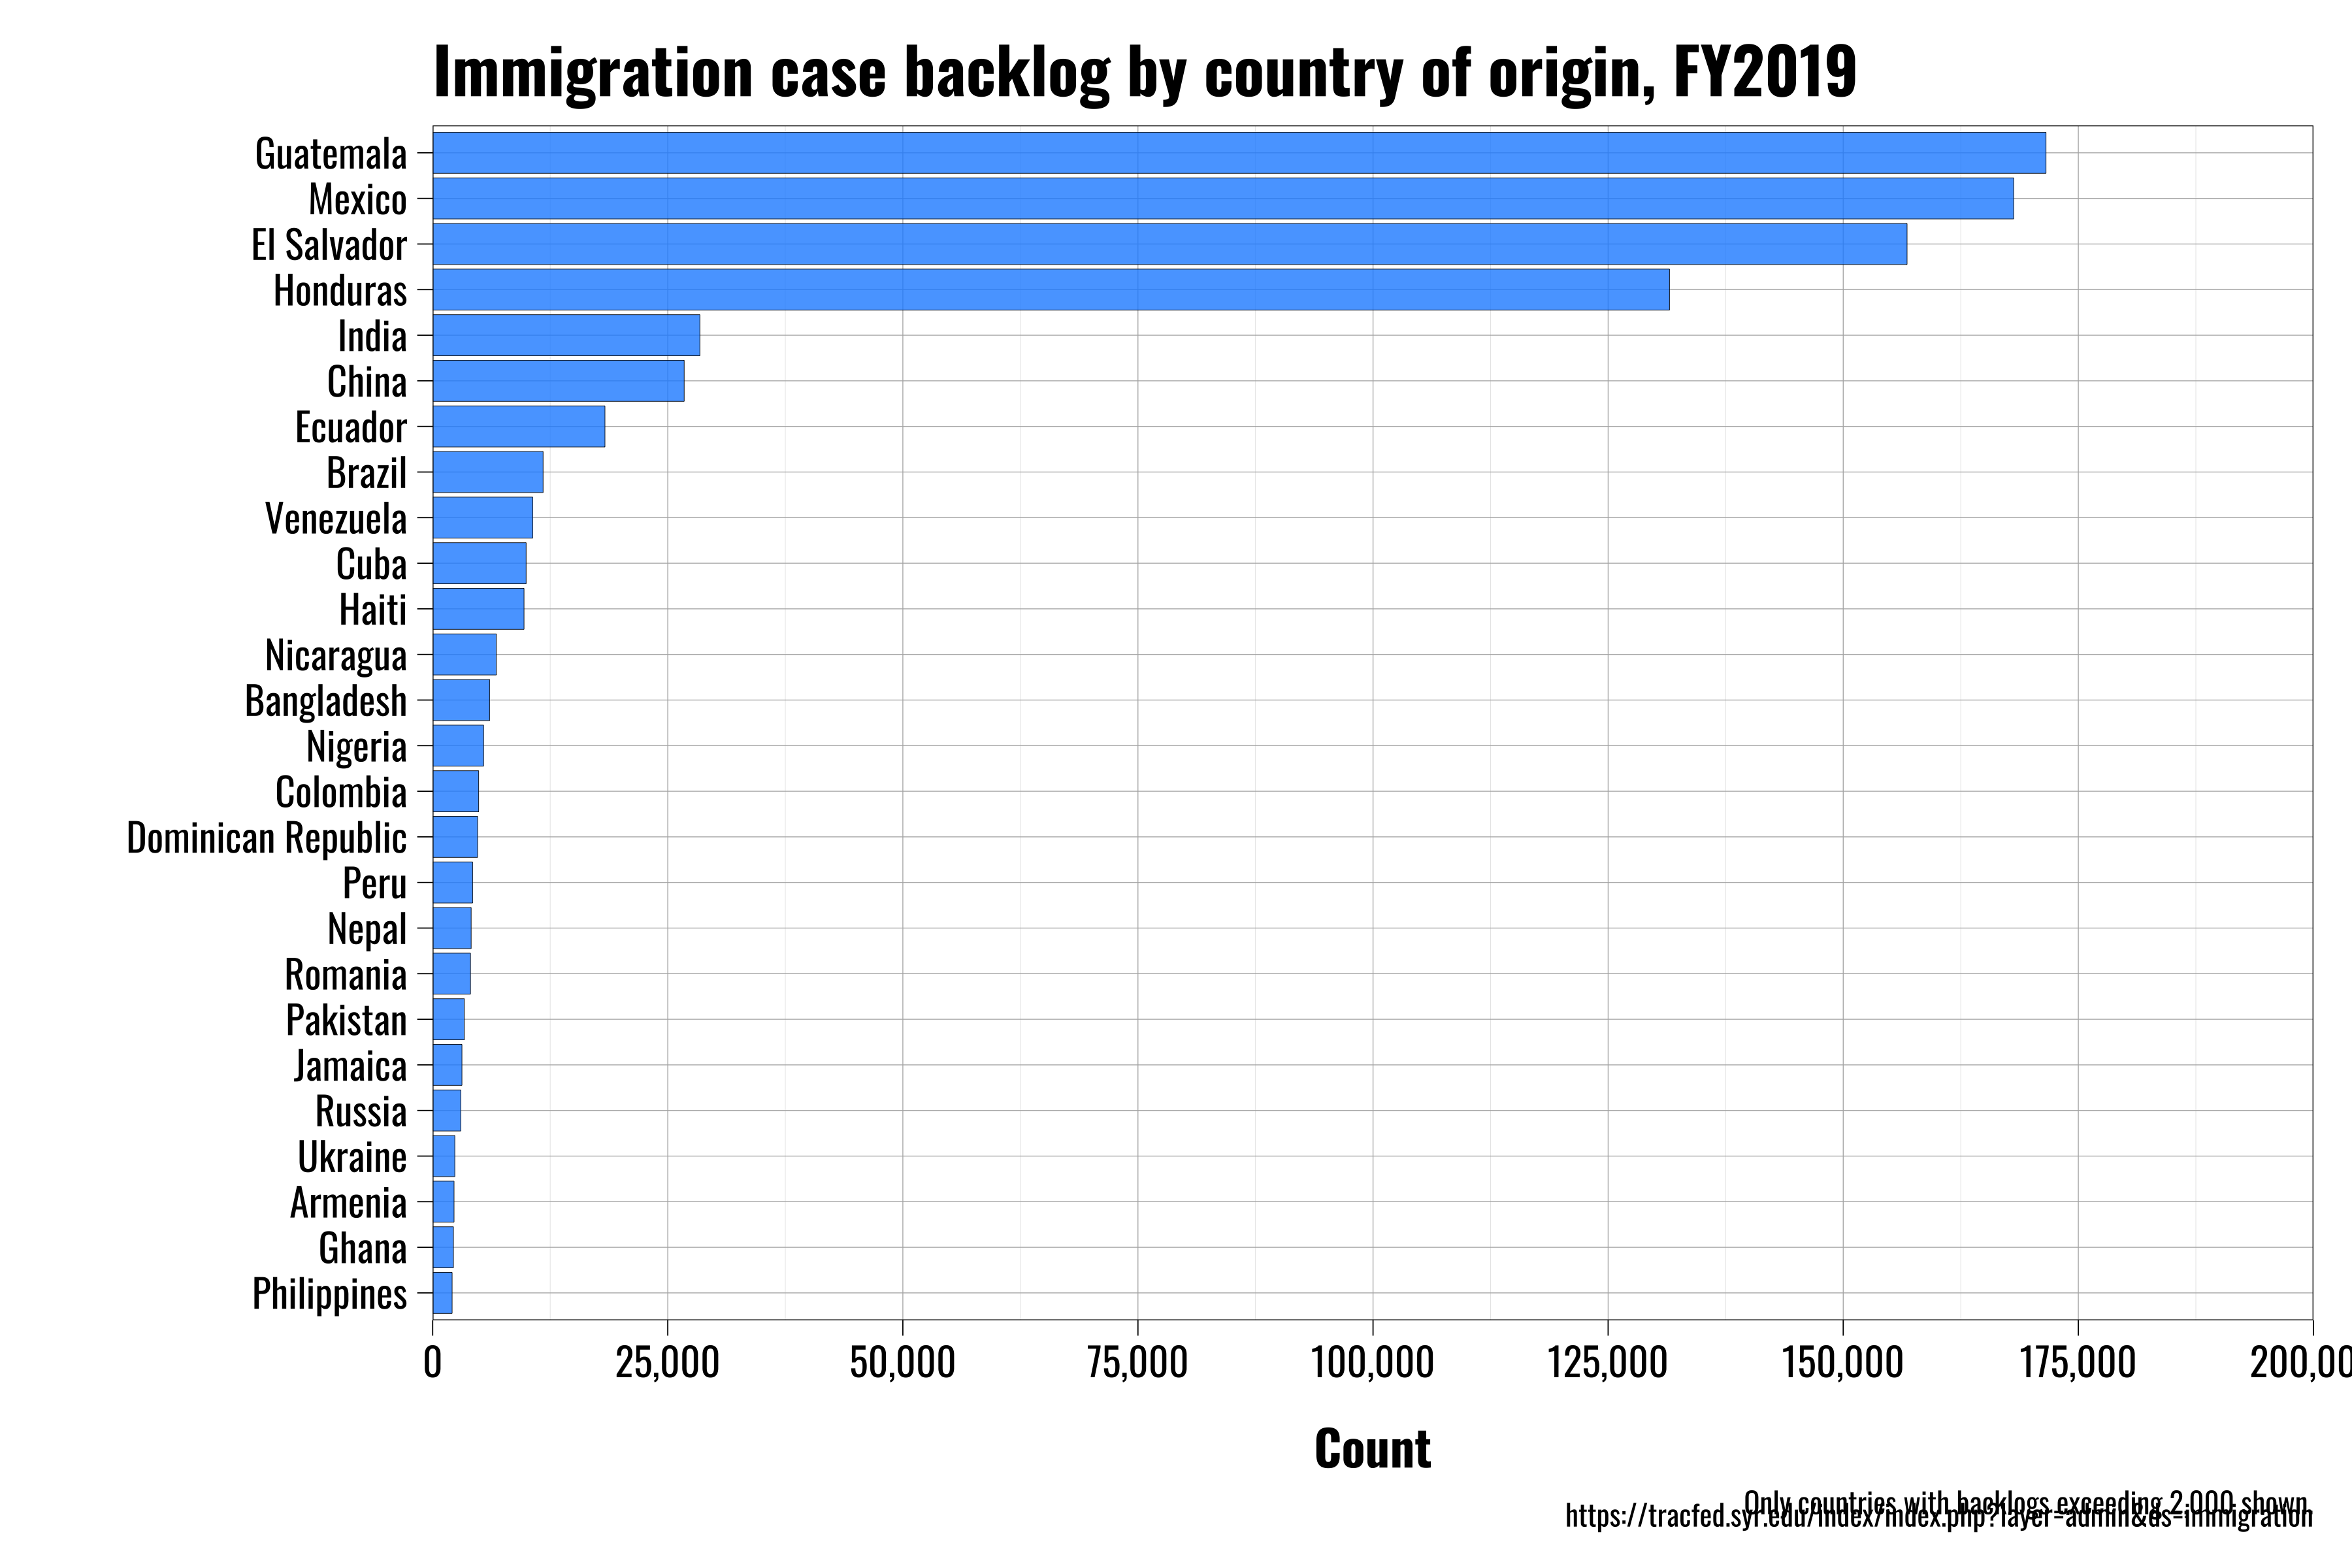 Immigration case backlog by country of origin, FY2019
Guatemala
Mexico
El Salvador
Honduras
India
China
Ecuador
Brazil
Venezuela
Cuba
Haiti
Nicaragua
Bangladesh
Nigeria
Colombia
Dominican Republic
Peru
Nepal
Romania
Pakistan
Jamaica
Russia
Ukraine
Armenia
Ghana
Philippines
0 25,000 50,000 75,000 100,000 125,000 150,000 175,000 200,00
Count
Only countries with backlogs exceeding 2,000 shown.
https://tracfed.syr.edu/index/index.php?layer=admin&ds=immigration